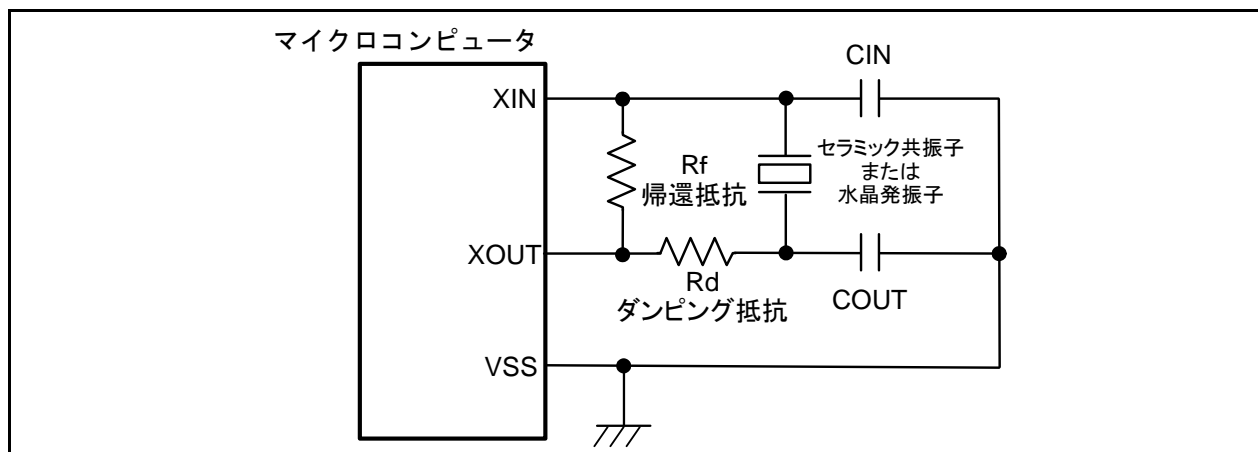 マイクロコンピュータ
CIN
XIN
セラミック共振子
または
水晶発振子
Rf
帰還抵抗
XOUT
Rd
ダンピング抵抗
COUT
VSS